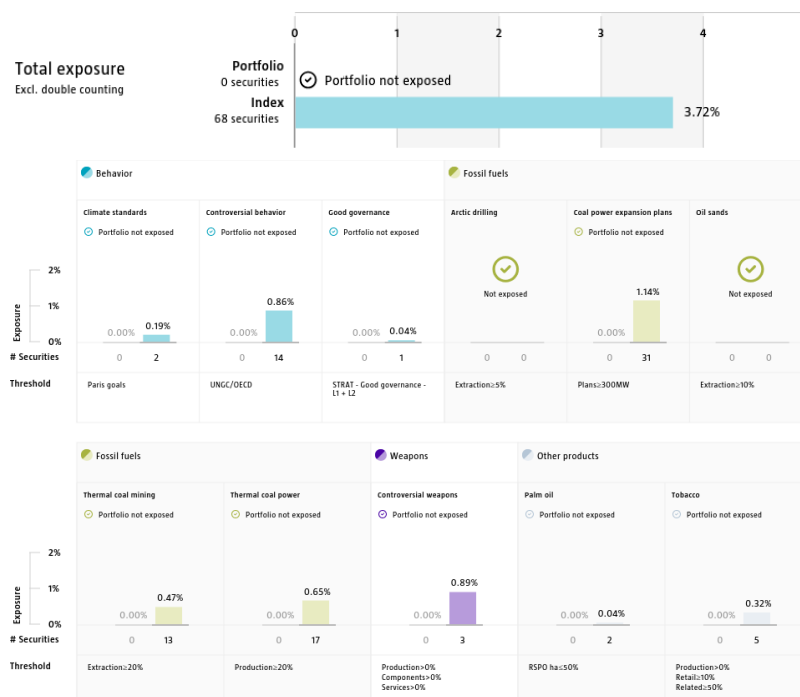 0 1 2 3 4
Total exposure
Excl. double counting
Portfolio
0 securities
Portfolio not exposed
Index
68 securities
3.72%
Behavior
Fossil fuels
Climate standards
Controversial behavior
Good governance
Arctic drilling
Coal power expansion plans
Oil sands
Portfolio not exposed
Portfolio not exposed
Portfolio not exposed
Portfolio not exposed
Exposure
2%
1%
0%
0.00% 0.19%
0.00% 0.86%
0.00% 0.04%
Not exposed
0.00% 1.14%
Not exposed
# Securities
0 2
0 14
0 1
0 0
0 31
0 0
Threshold
Paris goals
UNGC/OECD
STRAT - Good governance -
L1 + L2
Extraction≥5%
Plans≥300MW
Extraction≥10%
Fossil fuels
Weapons
Other products
Thermal coal mining
Thermal coal power
Controversial weapons
Palm oil
Tobacco
Portfolio not exposed
Portfolio not exposed
Portfolio not exposed
Portfolio not exposed
Portfolio not exposed
Exposure
2%
1%
0%
0.00% 0.47%
0.00% 0.65%
0.00% 0.89%
0.00% 0.04%
0.00% 0.32%
# Securities
0 13
0 17
0 3
0 2
0 5
Threshold
Extraction≥20%
Production≥20%
Production>0%
Components>0%
Services>0%
RSPO ha≤50%
Production>0%
Retail≥10%
Related≥50%